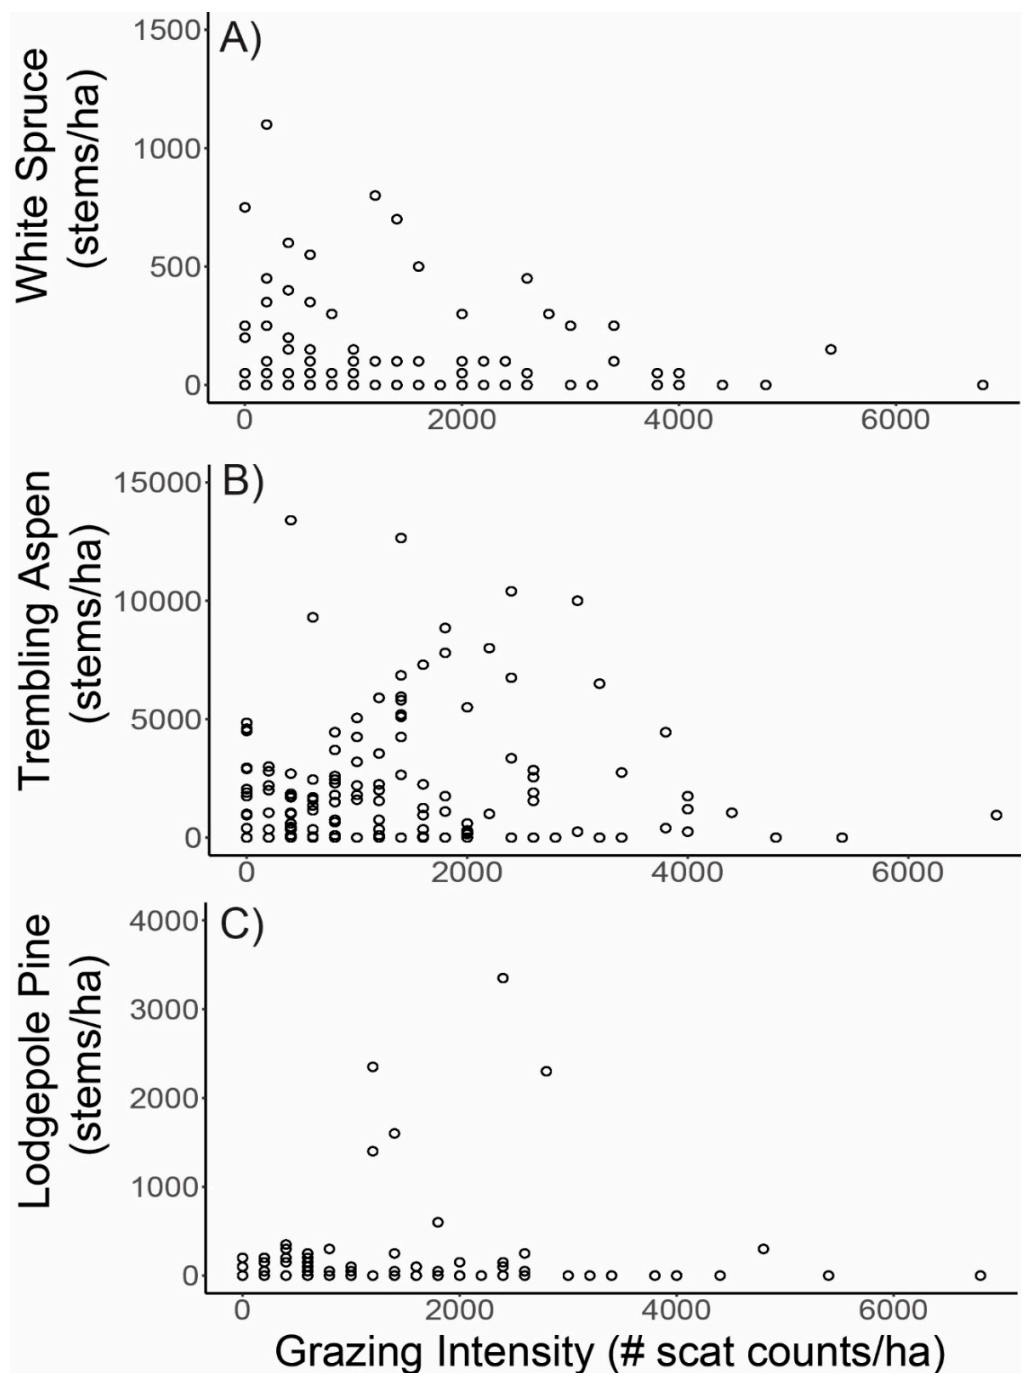 A)
White Spruce
(stems/ha)
1500
1000
500
0
0 2000 4000 6000
B)
Trembling Aspen
(stems/ha)
15000
10000
5000
0
0 2000 4000 6000
C)
Lodgepole Pine
(stems/ha)
4000
3000
2000
1000
0
0 2000 4000 6000
Grazing Intensity (# scat counts/ha)